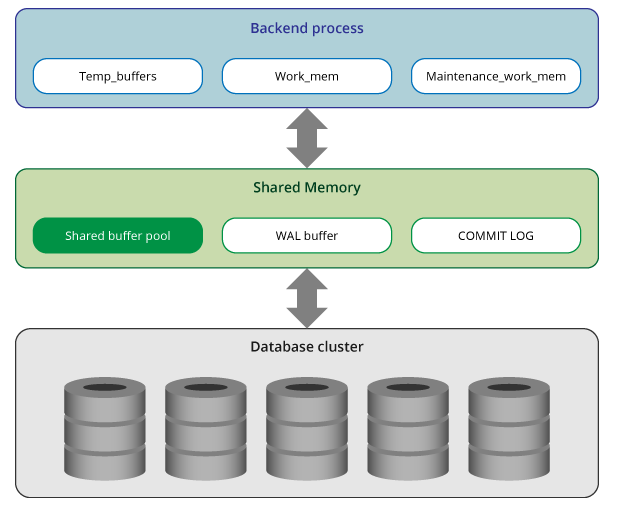 Backend process
Temp_buffers
Work_mem
Maintenance_work_mem
Shared Memory
Shared buffer pool
WAL buffer
COMMIT LOG
Database cluster